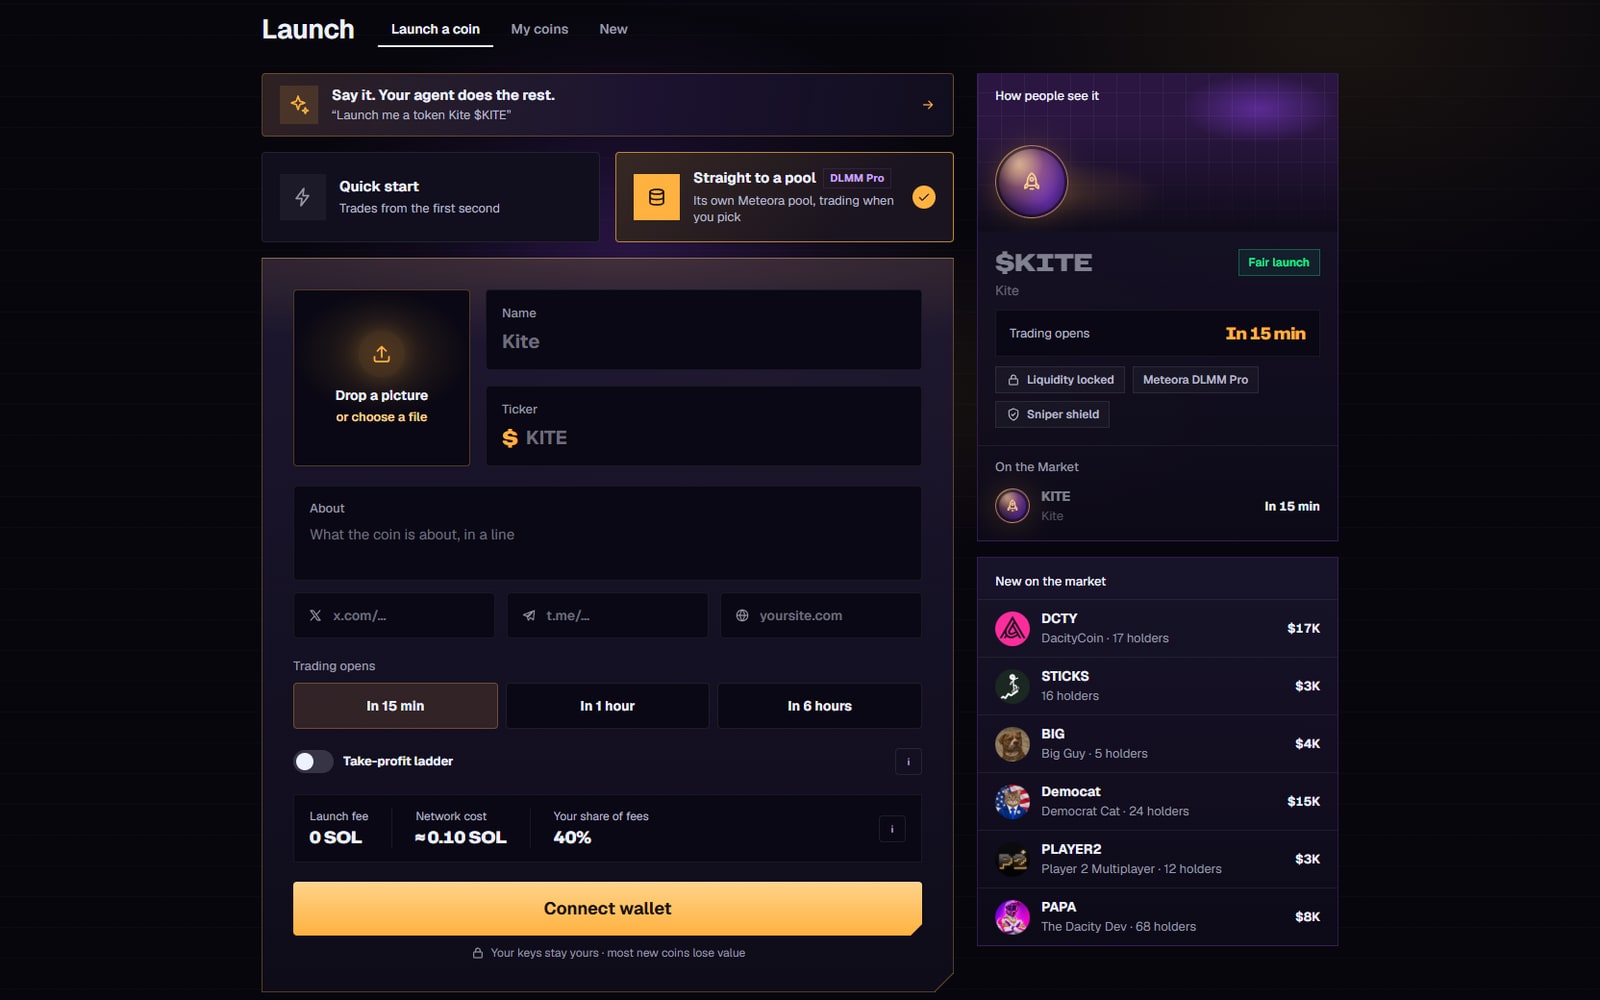 Launch
Launch a coin
My coins
New
Say it. Your agent does the rest.
“Launch me a token Kite $KITE”
Quick start
Trades from the first second
Straight to a pool
DLMM Pro
Its own Meteora pool, trading when
you pick
Drop a picture
or choose a file
Name
Kite
Ticker
$ KITE
About
What the coin is about, in a line
x.com/...
t.me/...
yoursite.com
Trading opens
In 15 min
In 1 hour
In 6 hours
Take-profit ladder
i
Launch fee
0 SOL
Network cost
≈0.10 SOL
Your share of fees
40%
i
Connect wallet
Your keys stay yours · most new coins lose value
How people see it
$KITE
Fair launch
Kite
Trading opens
In 15 min
Liquidity locked
Meteora DLMM Pro
Sniper shield
On the Market
KITE
Kite
In 15 min
New on the market
DCTY
DacityCoin · 17 holders
$17K
STICKS
16 holders
$3K
BIG
Big Guy · 5 holders
$4K
Democat
Democrat Cat · 24 holders
$15K
PLAYER2
Player 2 Multiplayer · 12 holders
$3K
PAPA
The Dacity Dev · 68 holders
$8K